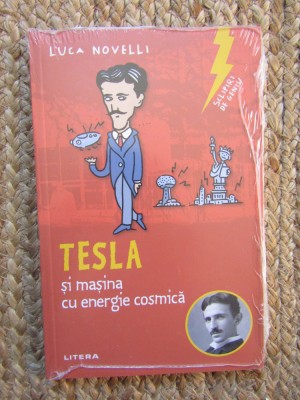 LUCA NOVELLI
SCLIPIRI
DE GENIU
TESLA
și mașina
cu energie cosmică
LITERA